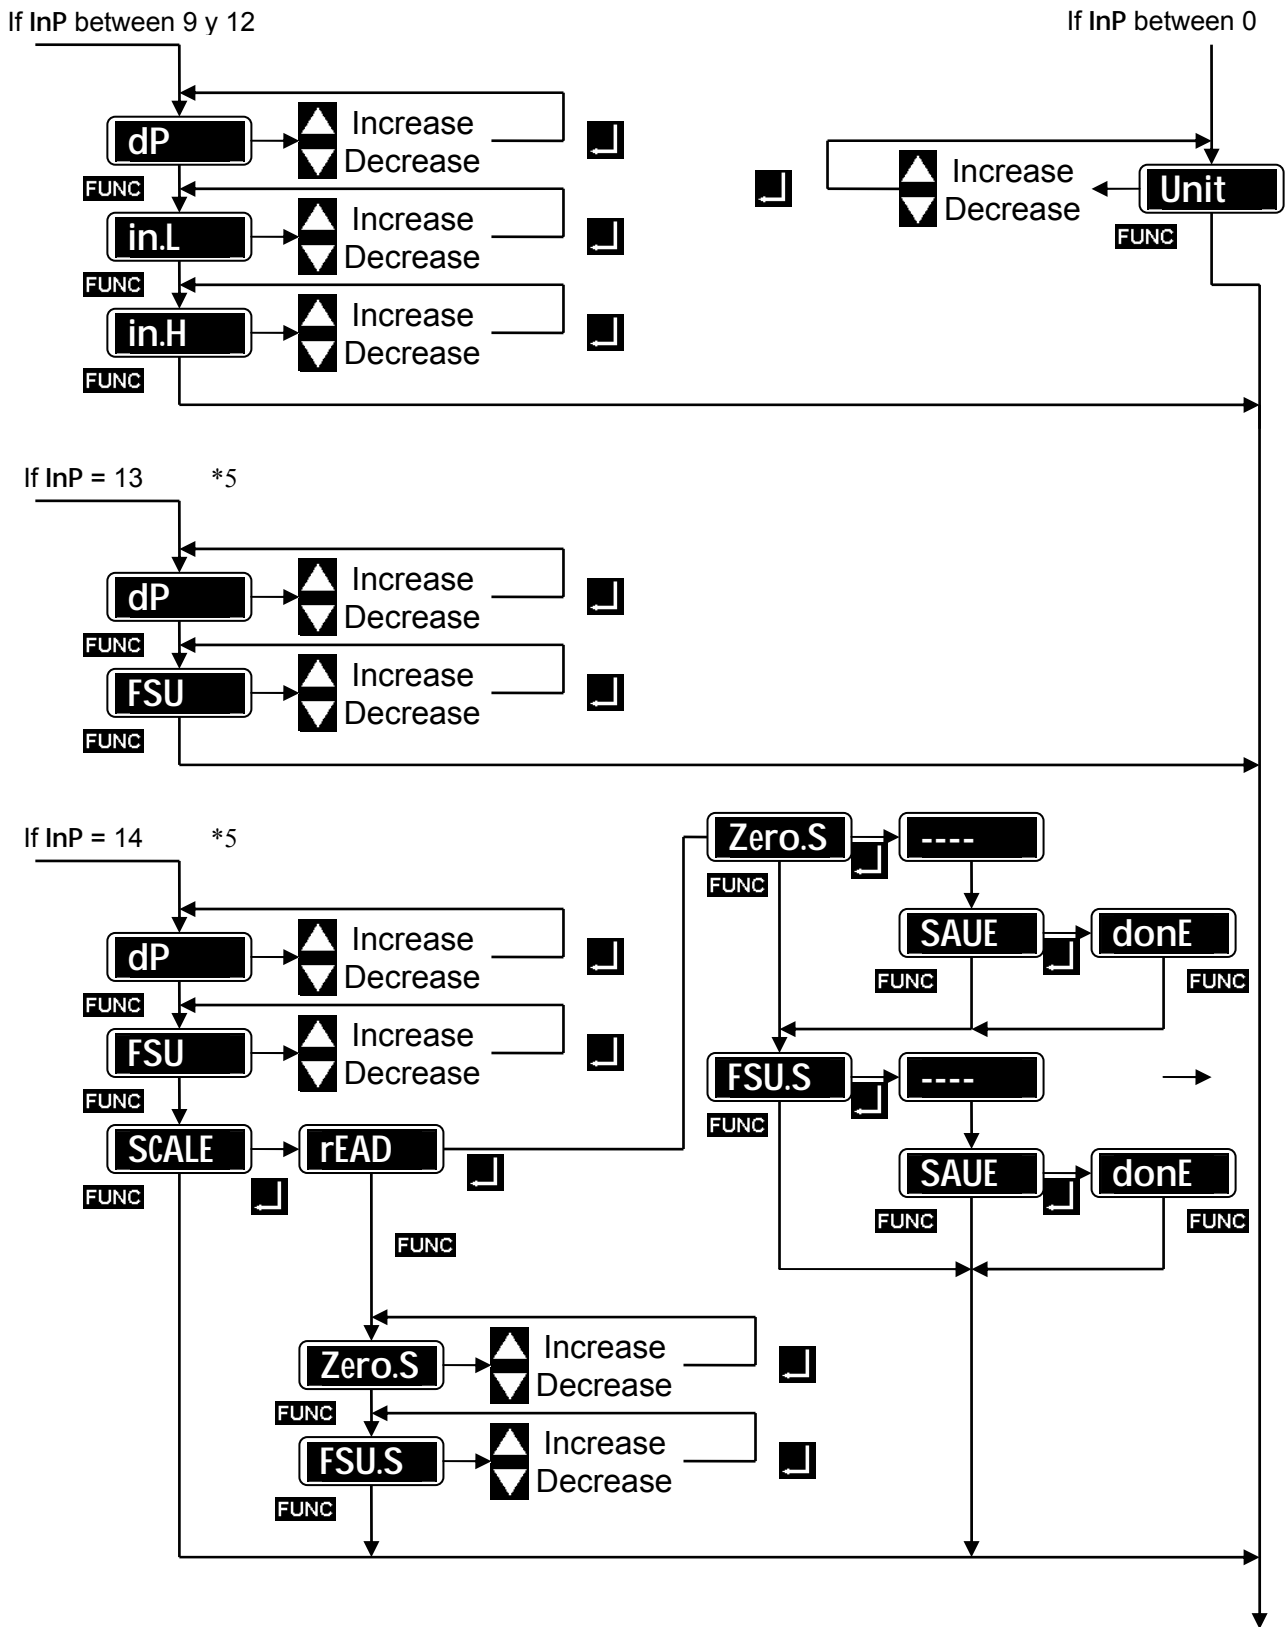 If InP between 9 y 12
If InP between 0
dP
Increase
Decrease
FUNC
in.L
Increase
Decrease
FUNC
in.H
Increase
Decrease
FUNC
Increase
Decrease
Unit
FUNC
If InP = 13 *5
dP
Increase
Decrease
FUNC
FSU
Increase
Decrease
FUNC
If InP = 14 *5
dP
Increase
Decrease
FUNC
FSU
Increase
Decrease
FUNC
SCALE
FUNC
rEAD
FUNC
Zero.S
FUNC
----
SAUE
FUNC
donE
FUNC
FSU.S
FUNC
----
SAUE
FUNC
donE
FUNC
Zero.S
Increase
Decrease
FUNC
FSU.S
Increase
Decrease
FUNC